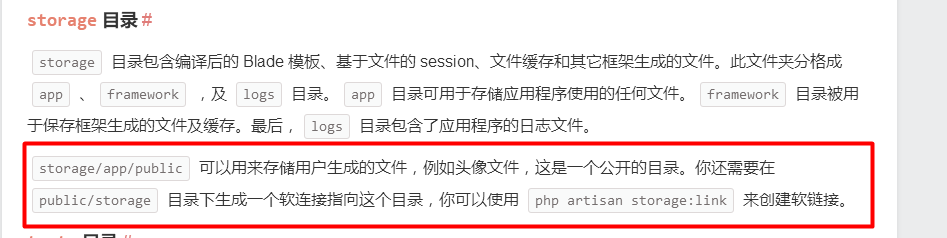 storage 目录#
storage 目录包含编译后的 Blade 模板、基于文件的 session、文件缓存和其它框架生成的文件。此文件夹分格成
app 、 framework ，及 logs 目录。 app 目录可用于存储应用程序使用的任何文件。 framework 目录被用
于保存框架生成的文件及缓存。最后， logs 目录包含了应用程序的日志文件。
storage/app/public 可以用来存储用户生成的文件，例如头像文件，这是一个公开的目录。你还需要在
public/storage 目录下生成一个软连接指向这个目录，你可以使用 php artisan storage:link 来创建软链接。
目录#